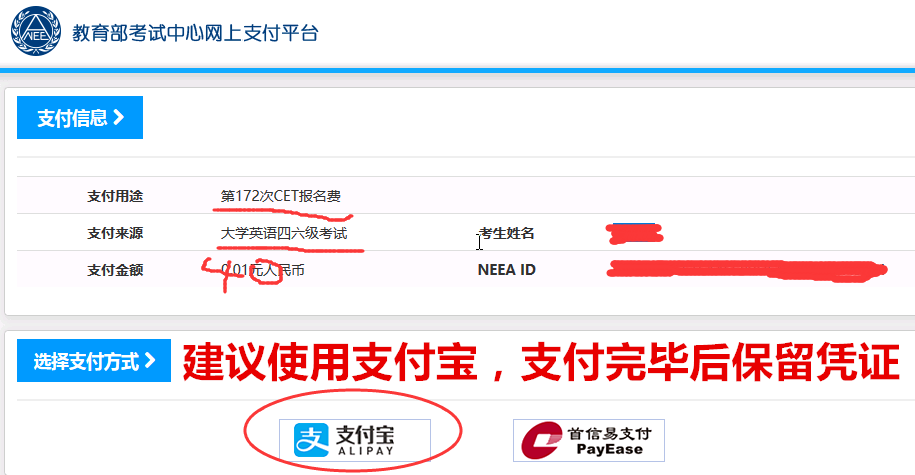 NEEA
教育部考试中心网上支付平台
支付信息
支付用途 第172次CET报名费
支付来源 大学英语四六级考试 考生姓名
支付金额 0.01元人民币 NEEA ID
40
选择支付方式 建议使用支付宝，支付完毕后保留凭证
支 支付宝 首信易支付
ALIPAY PayEase